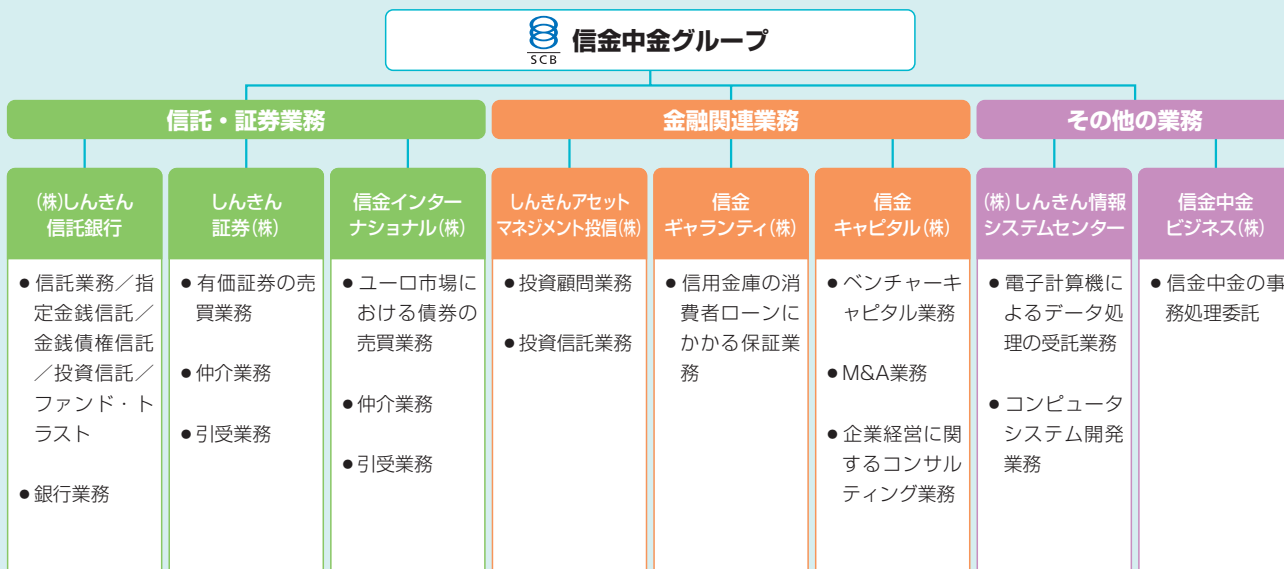 SCB
信金中金グループ
信託・証券業務
金融関連業務
その他の業務
(株)しんきん
信託銀行
しんきん
証券(株)
信金インター
ナショナル(株)
しんきんアセット
マネジメント投信(株)
信金
ギャランティ(株)
信金
キャピタル(株)
(株)しんきん情報
システムセンター
信金中金
ビジネス(株)
●信託業務／指
定金銭信託／
金銭債権信託
／投資信託／
ファンド・ト
ラスト
●銀行業務
●有価証券の売
買業務
●仲介業務
●引受業務
●ユーロ市場に
おける債券の
売買業務
●仲介業務
●引受業務
●投資顧問業務
●投資信託業務
●信用金庫の消
費者ローンに
かかる保証業
務
●ベンチャーキ
ャピタル業務
●M&A業務
●企業経営に関
するコンサル
ティング業務
●電子計算機に
よるデータ処
理の受託業務
●コンピュータ
システム開発
業務
●信金中金の事
務処理委託